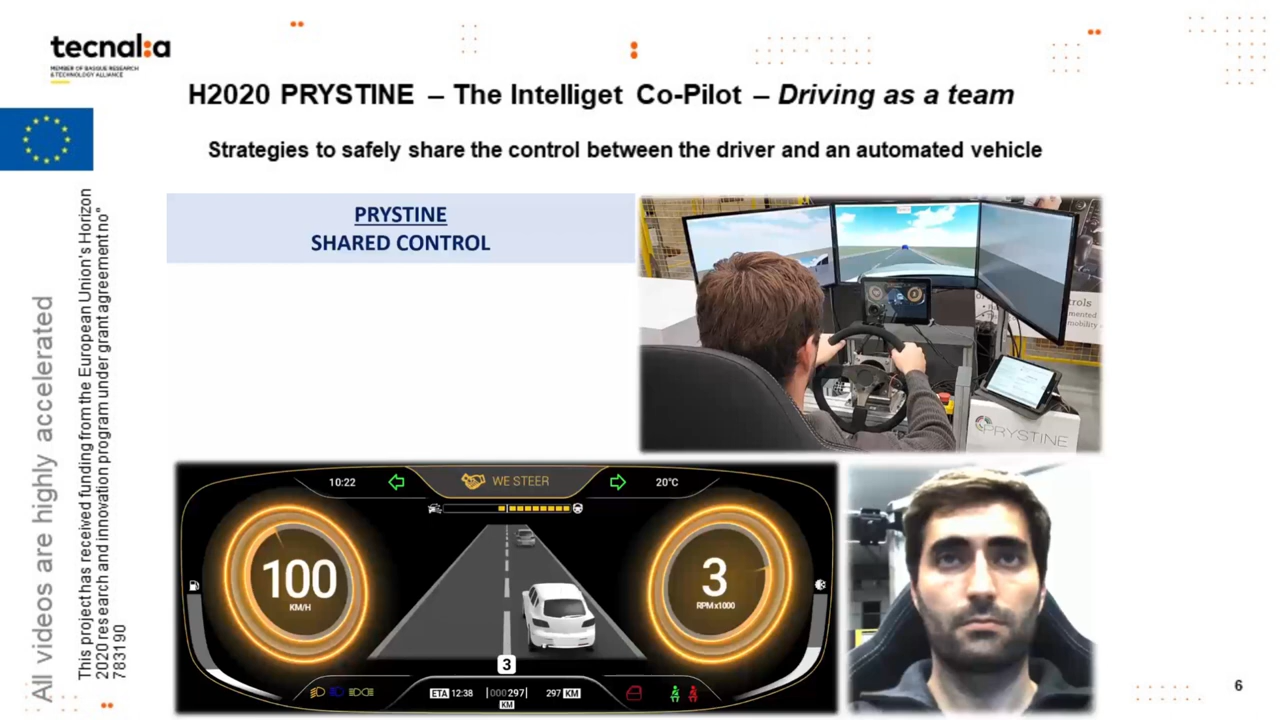 tecnal:a
MEMBER OF BASQUE RESEARCH
& TECHNOLOGY ALLIANCE
H2020 PRYSTINE – The Intelliget Co-Pilot – Driving as a team
Strategies to safely share the control between the driver and an automated vehicle
All videos are highly accelerated
This project has received funding from the European Union's Horizon
2020 research and innovation program under grant agreement no°
783190
PRYSTINE
SHARED CONTROL
PRYSTINE
10:22
WE STEER
20°C
100
KM/H
3
RPM x1000
3
ETA 12:38
000297
KM
297 KM
6